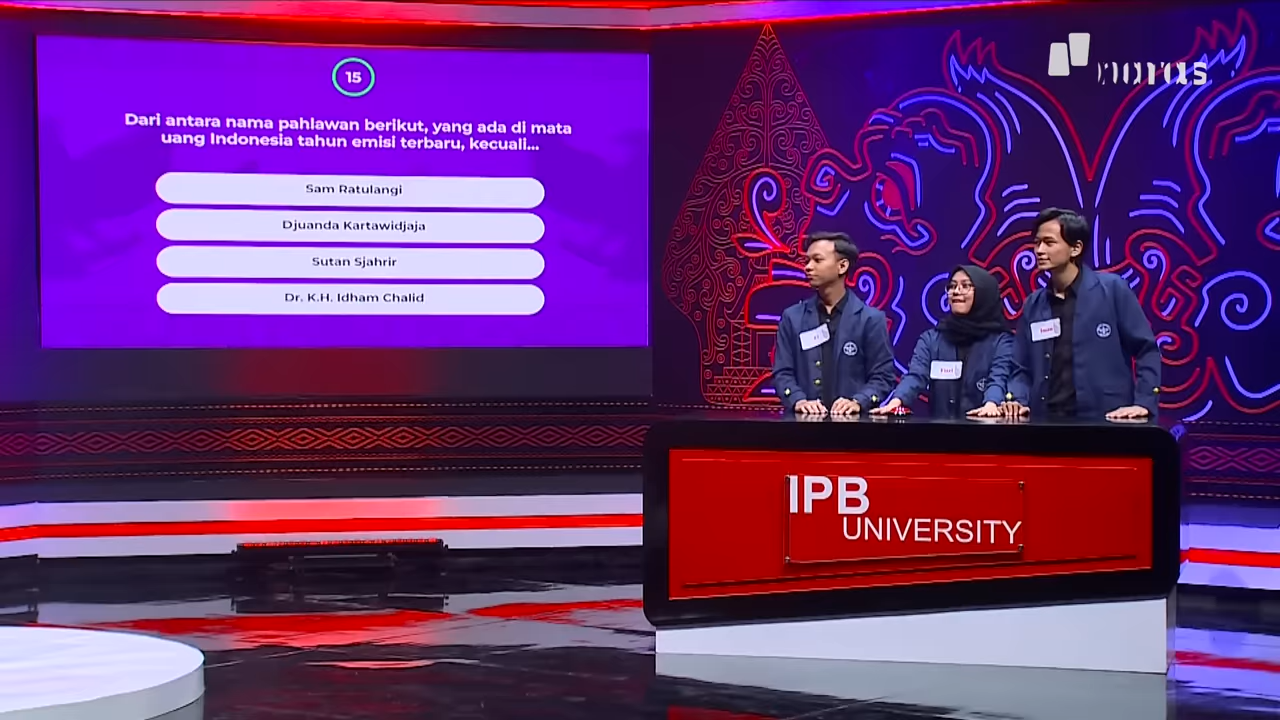 15
Dari antara nama pahlawan berikut, yang ada di mata
uang Indonesia tahun emisi terbaru, kecuali...
Sam Ratulangi
Djuanda Kartawidjaja
Sutan Sjahrir
Dr. K.H. Idham Chalid
narasi
IPB
UNIVERSITY